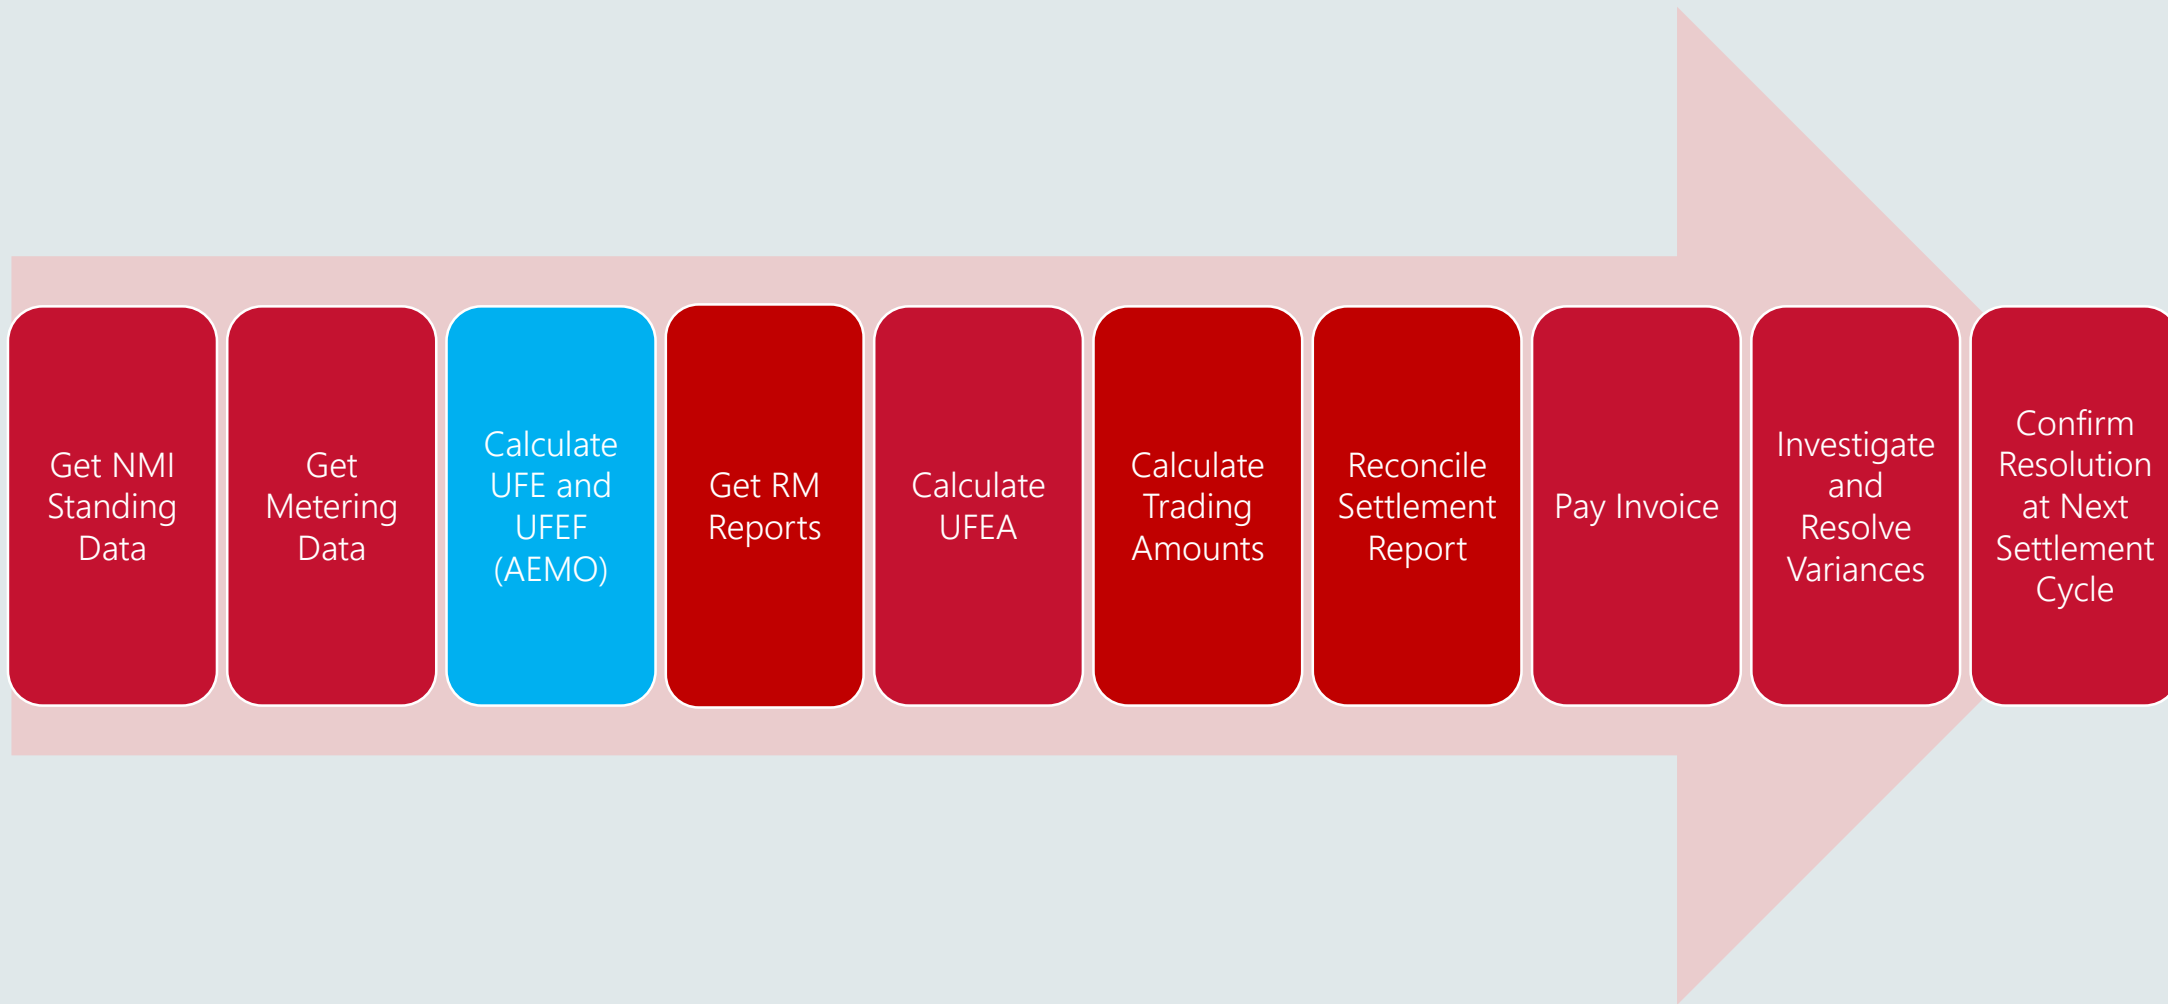 Get NMI
Standing
Data
Get
Metering
Data
Calculate
UFE and
UFEF
(AEMO)
Get RM
Reports
Calculate
UFEA
Calculate
Trading
Amounts
Reconcile
Settlement
Report
Pay Invoice
Investigate
and
Resolve
Variances
Confirm
Resolution
at Next
Settlement
Cycle